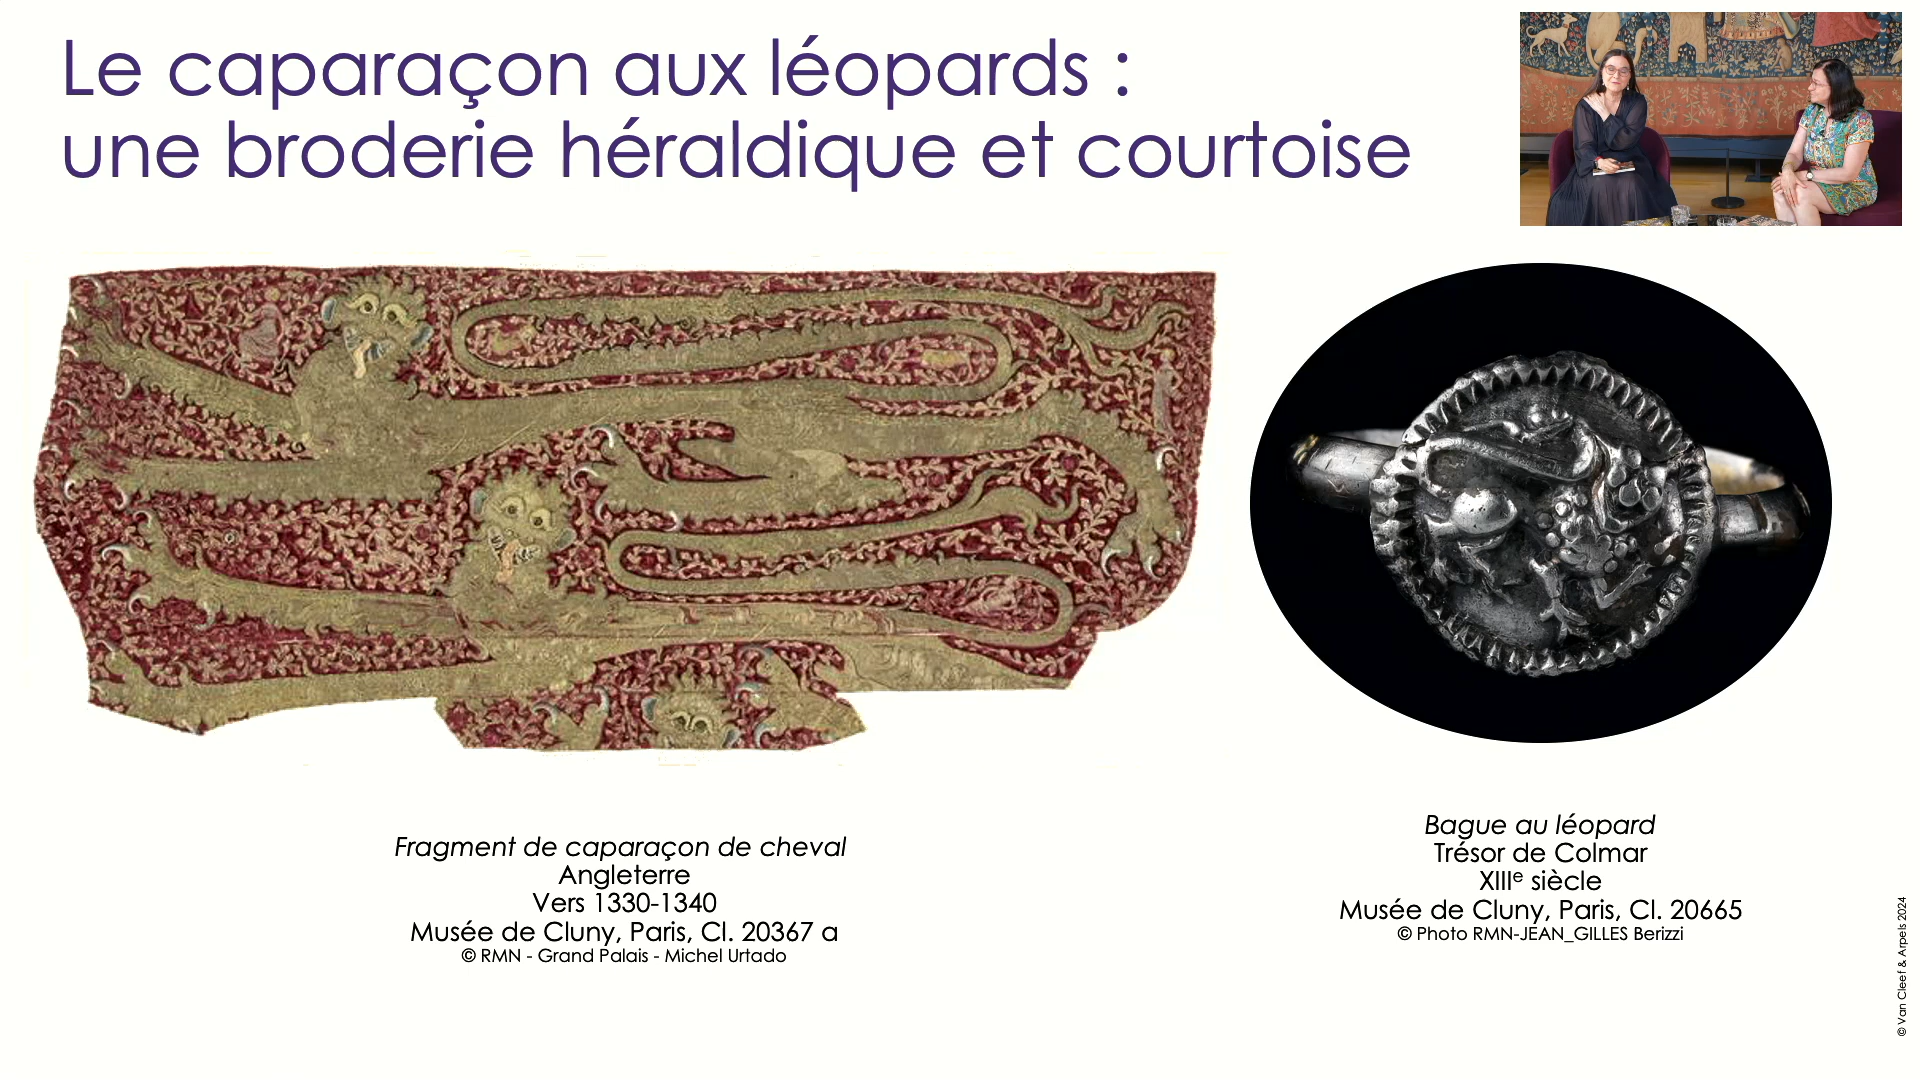 Le caparaçon aux léopards :
une broderie héraldique et courtoise
Fragment de caparaçon de cheval
Angleterre
Vers 1330-1340
Musée de Cluny, Paris, Cl. 20367 a
© RMN - Grand Palais - Michel Urtado
Bague au léopard
Trésor de Colmar
XIIIᵉ siècle
Musée de Cluny, Paris, Cl. 20665
© Photo RMN-JEAN_GILLES Berizzi
© Van Cleef & Arpels 2024